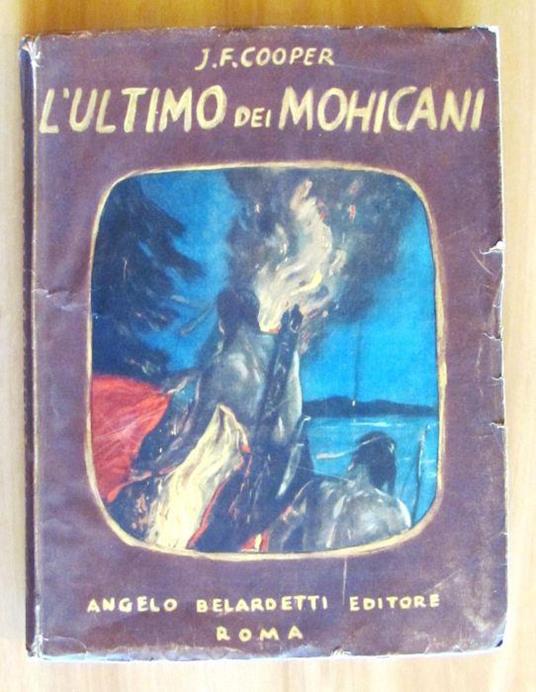 J.F. COOPER
L'ULTIMO DEI MOHICANI
ANGELO BELARDETTI EDITORE
ROMA